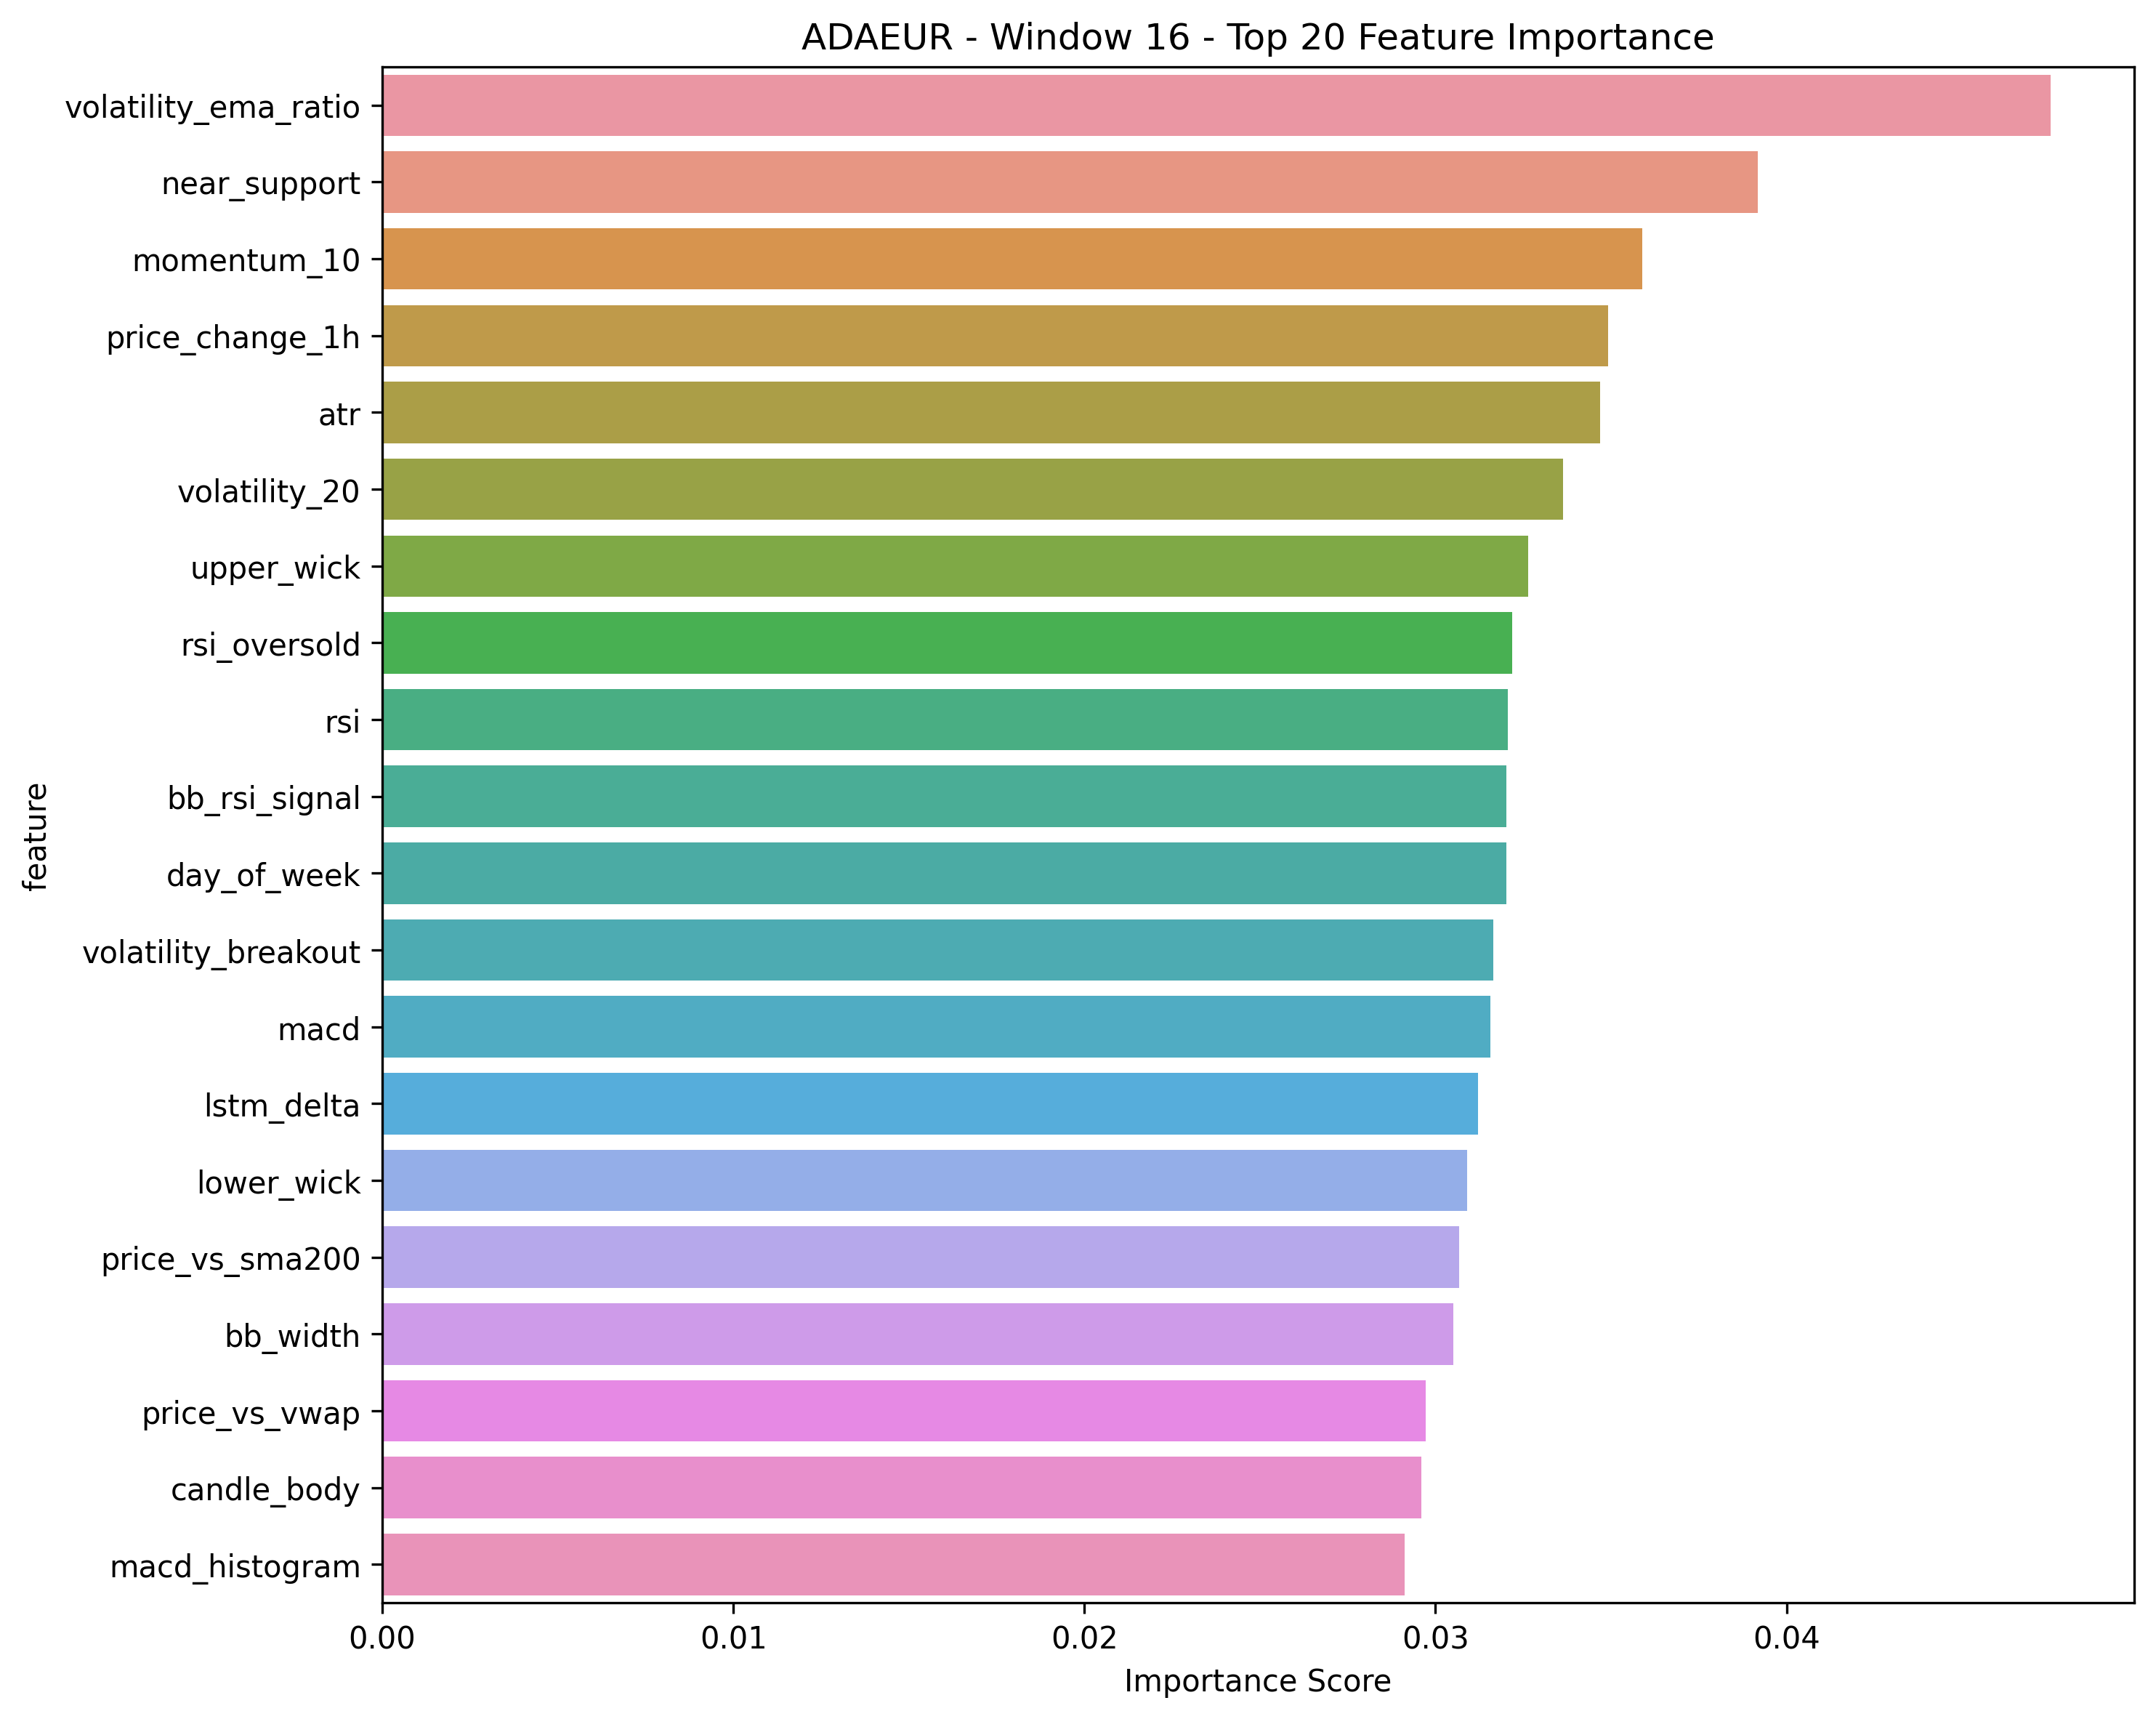 ADAEUR - Window 16 - Top 20 Feature Importance
volatility_ema_ratio
near_support
momentum_10
price_change_1h
atr
volatility_20
upper_wick
rsi_oversold
rsi
bb_rsi_signal
day_of_week
volatility_breakout
macd
lstm_delta
lower_wick
price_vs_sma200
bb_width
price_vs_vwap
candle_body
macd_histogram
feature
0.00 0.01 0.02 0.03 0.04
Importance Score